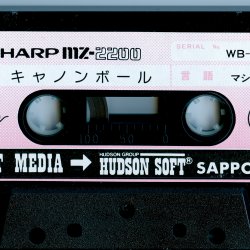 SHARP MZ-2200
SERIAL No.
WB-
キャノンボール
言語 マシ
T MEDIA → HUDSON SOFT® SAPPO
HUDSON GROUP